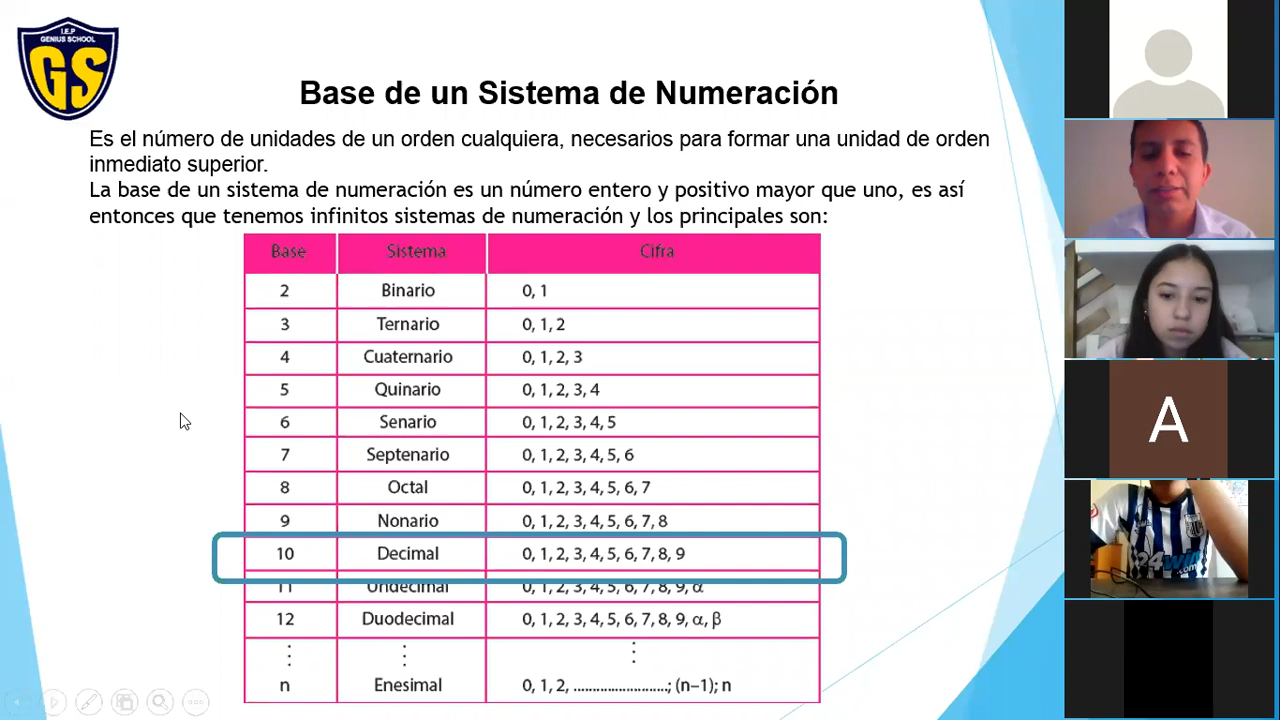 I.E.P
GENIUS SCHOOL
GS
Base de un Sistema de Numeración
Es el número de unidades de un orden cualquiera, necesarios para formar una unidad de orden
inmediato superior.
La base de un sistema de numeración es un número entero y positivo mayor que uno, es así
entonces que tenemos infinitos sistemas de numeración y los principales son:
Base Sistema Cifra
2 Binario 0, 1
3 Ternario 0, 1, 2
4 Cuaternario 0, 1, 2, 3
5 Quinario 0, 1, 2, 3, 4
6 Senario 0, 1, 2, 3, 4, 5
7 Septenario 0, 1, 2, 3, 4, 5, 6
8 Octal 0, 1, 2, 3, 4, 5, 6, 7
9 Nonario 0, 1, 2, 3, 4, 5, 6, 7, 8
10 Decimal 0, 1, 2, 3, 4, 5, 6, 7, 8, 9
11 Undecimal 0, 1, 2, 3, 4, 5, 6, 7, 8, 9, α
12 Duodecimal 0, 1, 2, 3, 4, 5, 6, 7, 8, 9, α, β
⋮ ⋮ ⋮
n Enesimal 0, 1, 2, ..........................; (n–1); n
A
24win
.com